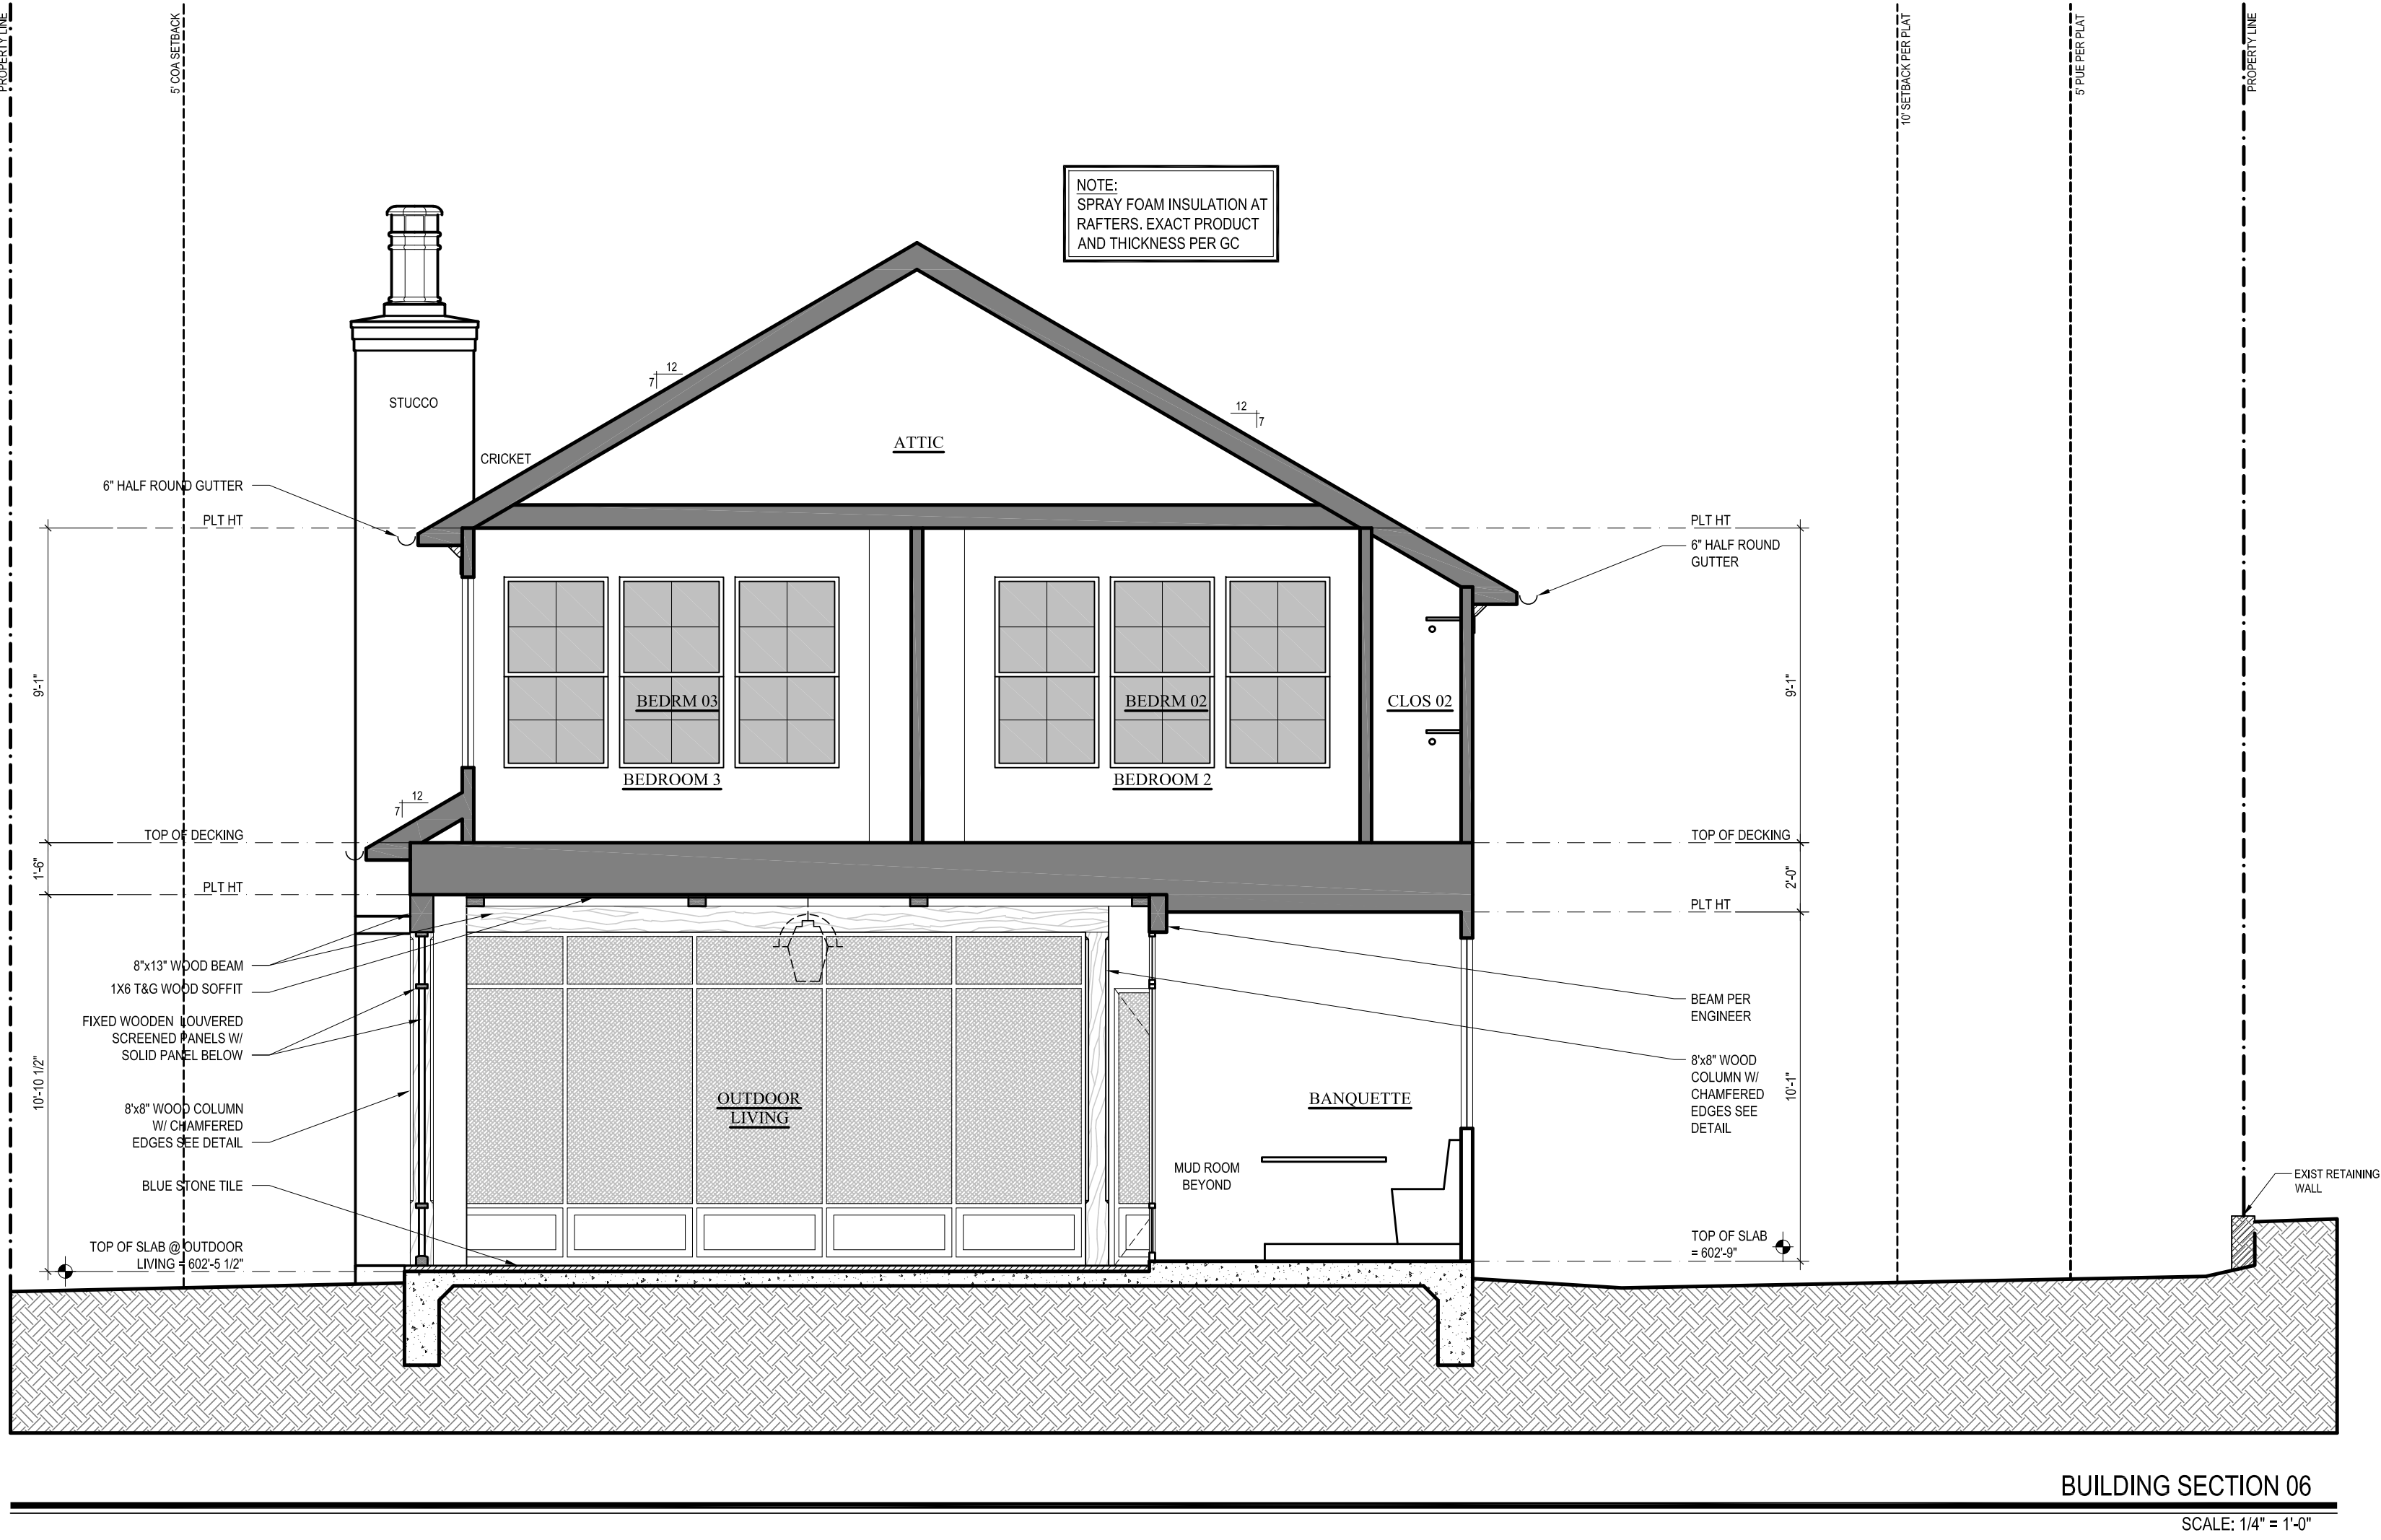 PROPERTY LINE
5' COA SETBACK
10' SETBACK PER PLAT
5' PUE PER PLAT
PROPERTY LINE
NOTE:
SPRAY FOAM INSULATION AT
RAFTERS. EXACT PRODUCT
AND THICKNESS PER GC
STUCCO
12
7
12
7
ATTIC
CRICKET
6" HALF ROUND GUTTER
PLT HT
PLT HT
6" HALF ROUND
GUTTER
9'-1"
BEDRM 03
BEDRM 02
CLOS 02
9'-1"
BEDROOM 3
BEDROOM 2
12
7
TOP OF DECKING
TOP OF DECKING
1'-6"
2'-0"
PLT HT
PLT HT
8"x13" WOOD BEAM
1X6 T&G WOOD SOFFIT
FIXED WOODEN LOUVERED
SCREENED PANELS W/
SOLID PANEL BELOW
BEAM PER
ENGINEER
10'-10 1/2"
8'x8" WOOD COLUMN
W/ CHAMFERED
EDGES SEE DETAIL
8'x8" WOOD
COLUMN W/
CHAMFERED
EDGES SEE
DETAIL
10'-1"
OUTDOOR
LIVING
BANQUETTE
MUD ROOM
BEYOND
BLUE STONE TILE
EXIST RETAINING
WALL
TOP OF SLAB @ OUTDOOR
LIVING = 602'-5 1/2"
TOP OF SLAB
= 602'-9"
BUILDING SECTION 06
SCALE: 1/4" = 1'-0"